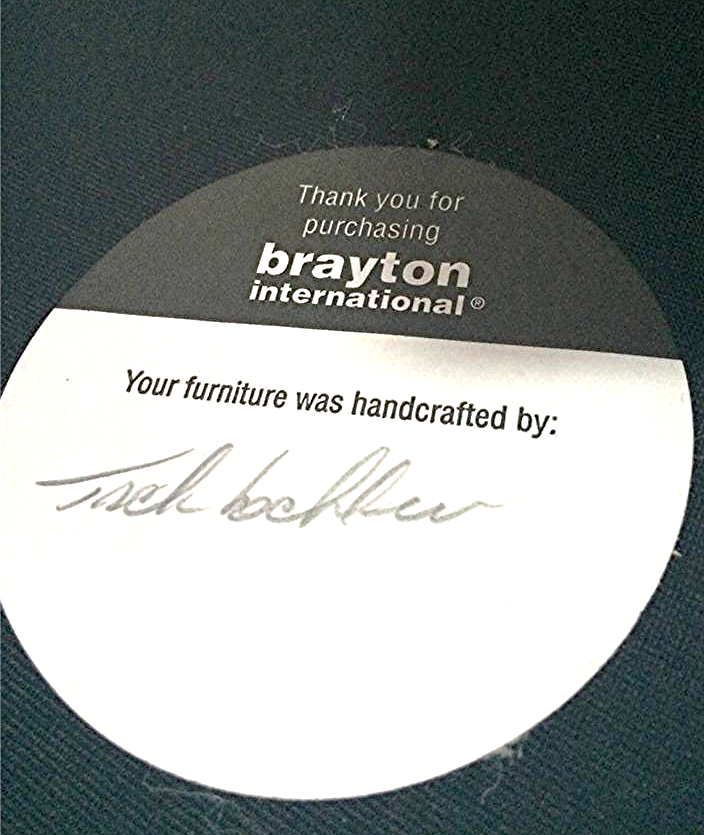 Thank you for
purchasing
brayton
international®
Your furniture was handcrafted by: